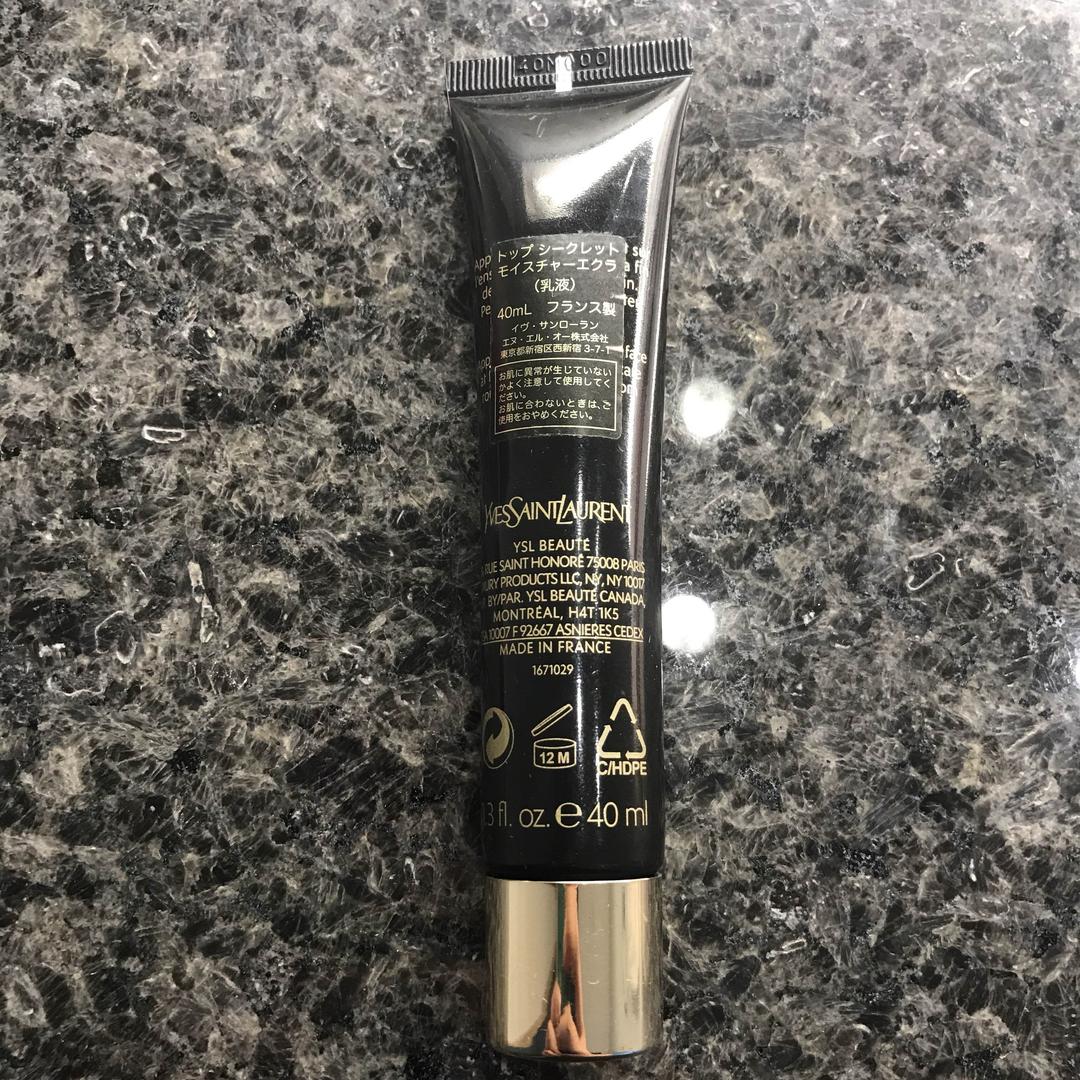 トップ シークレット
モイスチャーエクラ
(乳液)
40mL フランス製
イヴ・サンローラン
エヌ・エル・オー株式会社
東京都新宿区西新宿 3-7-1
お肌に異常が生じていない
かよく注意して使用してく
ださい。
お肌に合わないときは、ご
使用をおやめください。
YVESSAINTLAURENT
YSL BEAUTÉ
RUE SAINT HONORÉ 75008 PARIS
PRODUCTS LLC, NY, NY 10017
BY/PAR. YSL BEAUTÉ CANADA,
MONTRÉAL, H4T 1K5
10007 F 92667 ASNIERES CEDEX
MADE IN FRANCE
1671029
12 M
C/HDPE
fl. oz. e 40 ml